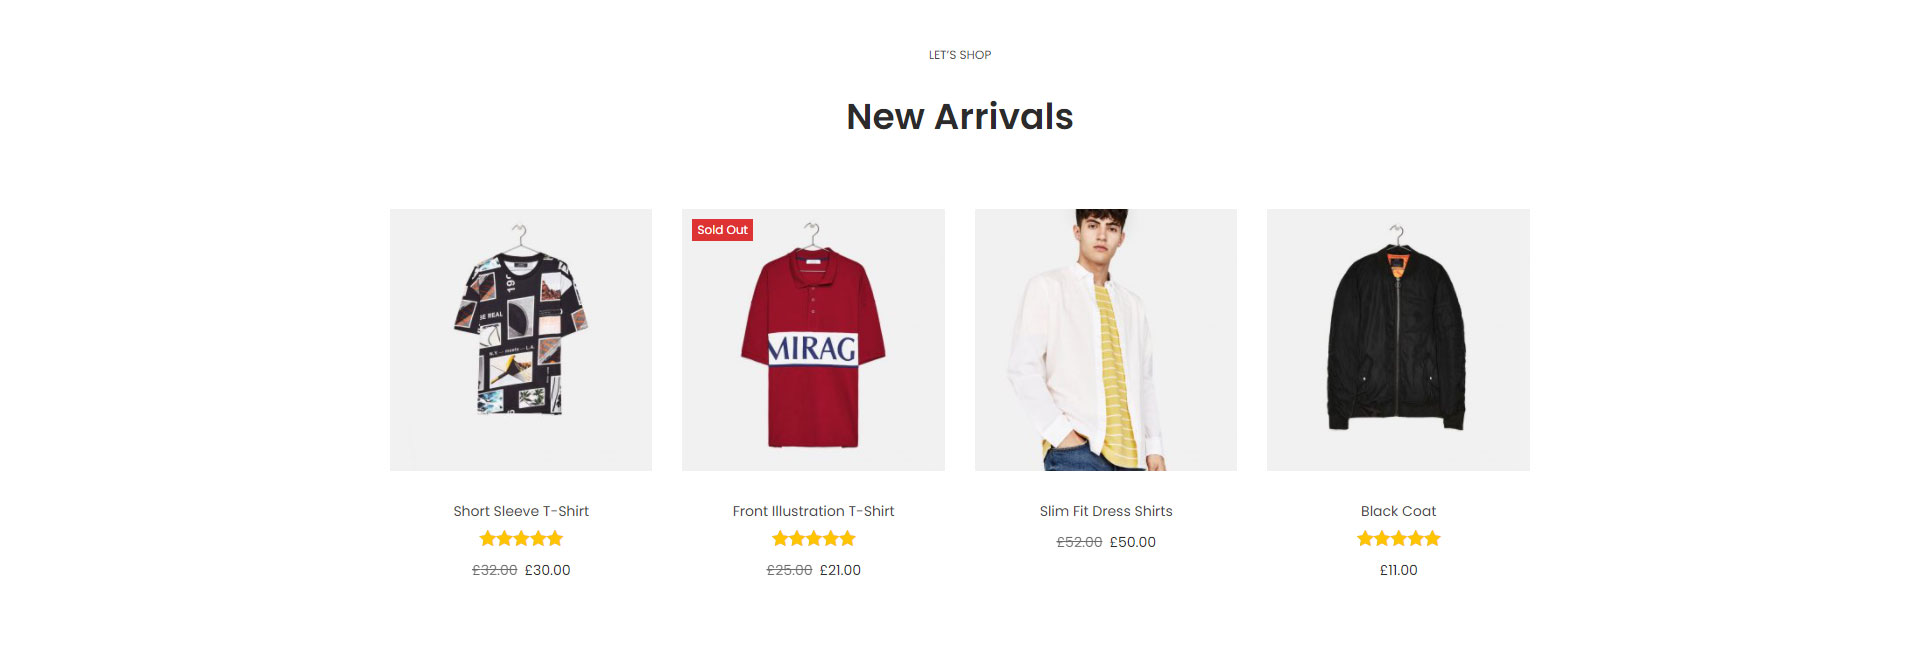 LET'S SHOP
New Arrivals
Sold Out
19
BE REAL
N.Y — meets — L.A.
MIRAG
Short Sleeve T-Shirt
Front Illustration T-Shirt
Slim Fit Dress Shirts
Black Coat
£32.00 £30.00
£25.00 £21.00
£52.00 £50.00
£11.00